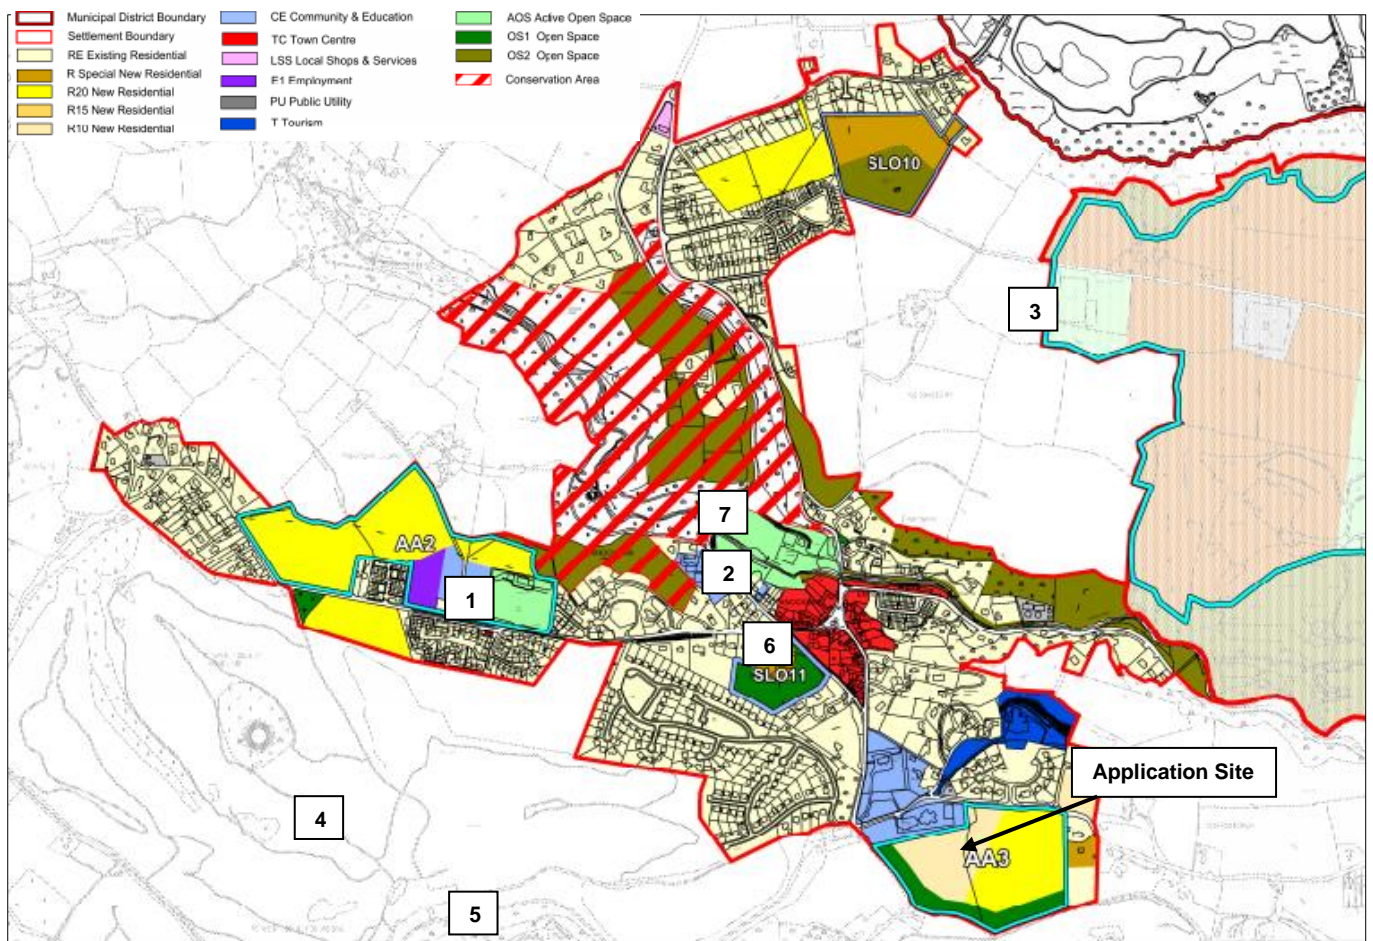 Municipal District Boundary
Settlement Boundary
RE Existing Residential
R Special New Residential
R20 New Residential
R15 New Residential
R10 New Residential
CE Community & Education
TC Town Centre
LSS Local Shops & Services
E1 Employment
PU Public Utility
T Tourism
AOS Active Open Space
OS1 Open Space
OS2 Open Space
Conservation Area
SLO10
3
7
AA2
2
1
6
SLO11
Application Site
4
AA3
5